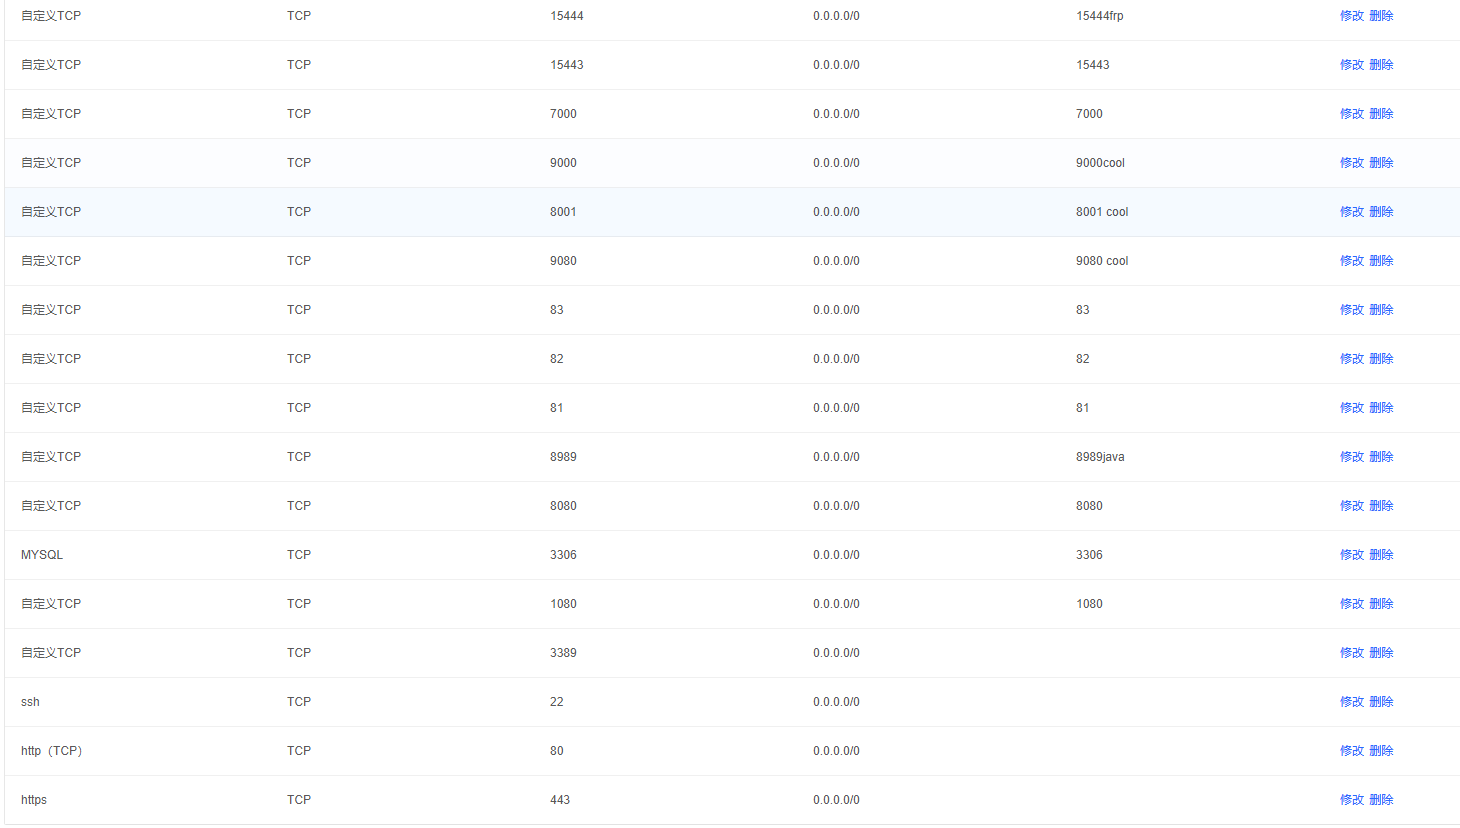 自定义TCP TCP 15444 0.0.0.0/0 15444frp 修改 删除
自定义TCP TCP 15443 0.0.0.0/0 15443 修改 删除
自定义TCP TCP 7000 0.0.0.0/0 7000 修改 删除
自定义TCP TCP 9000 0.0.0.0/0 9000cool 修改 删除
自定义TCP TCP 8001 0.0.0.0/0 8001 cool 修改 删除
自定义TCP TCP 9080 0.0.0.0/0 9080 cool 修改 删除
自定义TCP TCP 83 0.0.0.0/0 83 修改 删除
自定义TCP TCP 82 0.0.0.0/0 82 修改 删除
自定义TCP TCP 81 0.0.0.0/0 81 修改 删除
自定义TCP TCP 8989 0.0.0.0/0 8989java 修改 删除
自定义TCP TCP 8080 0.0.0.0/0 8080 修改 删除
MYSQL TCP 3306 0.0.0.0/0 3306 修改 删除
自定义TCP TCP 1080 0.0.0.0/0 1080 修改 删除
自定义TCP TCP 3389 0.0.0.0/0 修改 删除
ssh TCP 22 0.0.0.0/0 修改 删除
http（TCP） TCP 80 0.0.0.0/0 修改 删除
https TCP 443 0.0.0.0/0 修改 删除